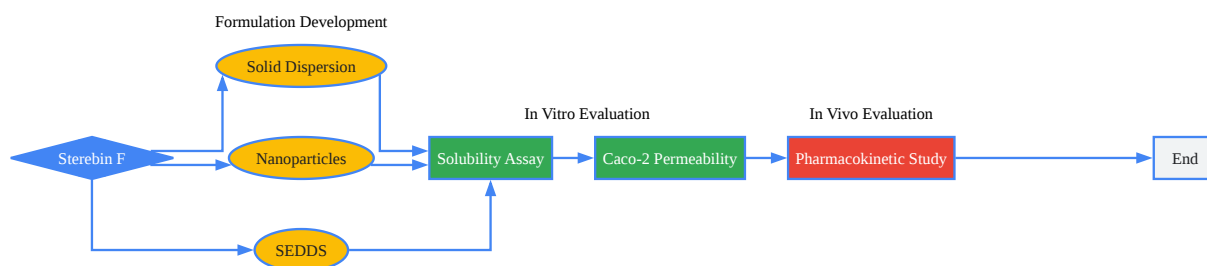 Formulation Development
Solid Dispersion
In Vitro Evaluation
In Vivo Evaluation
Sterebin F
Nanoparticles
Solubility Assay
Caco-2 Permeability
Pharmacokinetic Study
End
SEDDS